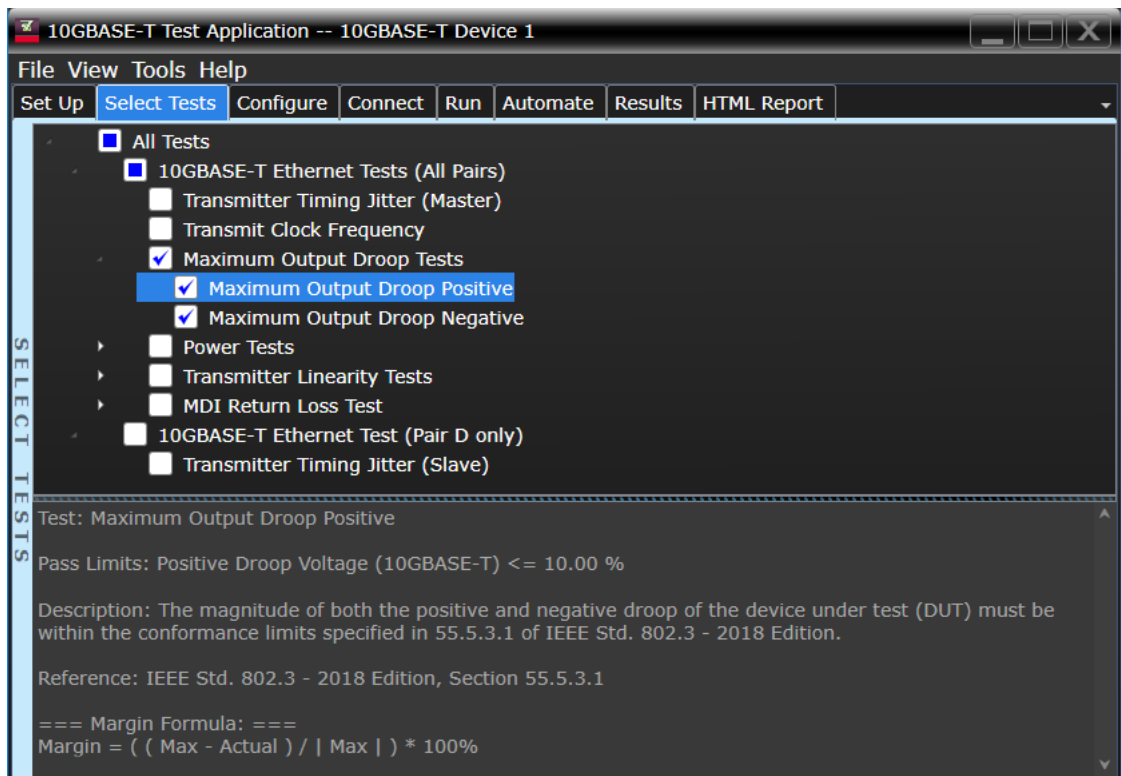 10GBASE-T Test Application -- 10GBASE-T Device 1
File View Tools Help
Set Up Select Tests Configure Connect Run Automate Results HTML Report
All Tests
10GBASE-T Ethernet Tests (All Pairs)
Transmitter Timing Jitter (Master)
Transmit Clock Frequency
Maximum Output Droop Tests
Maximum Output Droop Positive
Maximum Output Droop Negative
Power Tests
Transmitter Linearity Tests
MDI Return Loss Test
10GBASE-T Ethernet Test (Pair D only)
Transmitter Timing Jitter (Slave)
SELECT TESTS
Test: Maximum Output Droop Positive
Pass Limits: Positive Droop Voltage (10GBASE-T) <= 10.00 %
Description: The magnitude of both the positive and negative droop of the device under test (DUT) must be
within the conformance limits specified in 55.5.3.1 of IEEE Std. 802.3 - 2018 Edition.
Reference: IEEE Std. 802.3 - 2018 Edition, Section 55.5.3.1
=== Margin Formula: ===
Margin = ( ( Max - Actual ) / | Max | ) * 100%